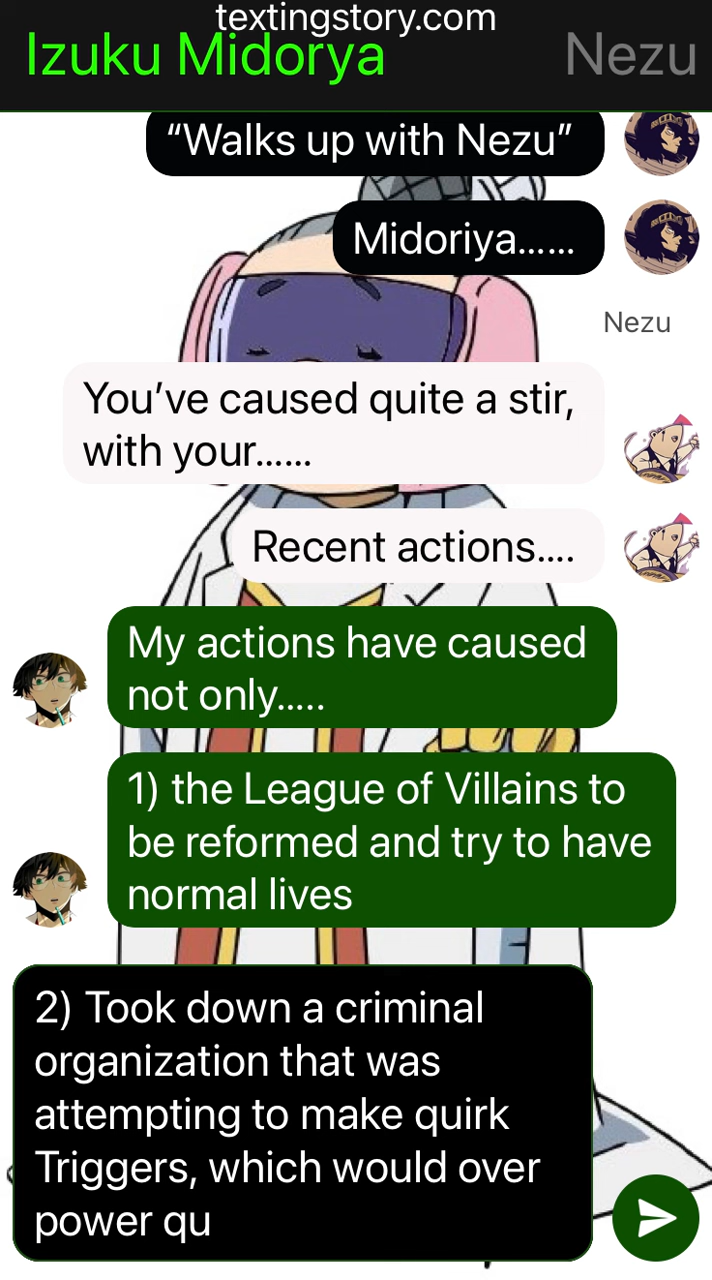 textingstory.com
Izuku Midorya
Nezu
“Walks up with Nezu”
Midoriya......
Nezu
You’ve caused quite a stir,
with your......
Recent actions....
My actions have caused
not only.....
1) the League of Villains to
be reformed and try to have
normal lives
2) Took down a criminal
organization that was
attempting to make quirk
Triggers, which would over
power qu